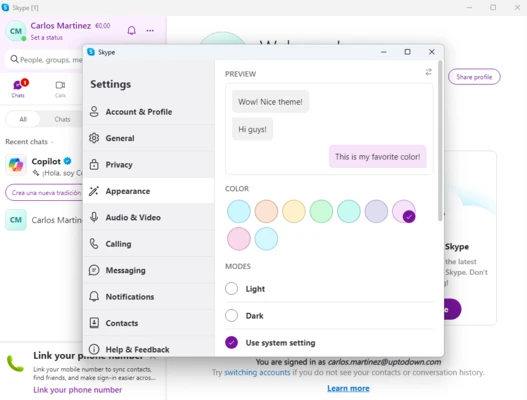 Skype [1]
Carlos Martinez €0,00
Set a status
People, groups, me
Chats
1
Calls
All
Chats
Recent chats
Copilot
¡Hola, soy Co
Crea una nueva tradición
CM
Carlos Martinez
Link your phone number
Link your mobile number to sync contacts,
find friends, and make sign-in easier across...
Link your phone number
Share profile
Skype
the latest
Skype. Don't
You are signed in as carlos.martinez@uptodown.com
Try switching accounts if you do not see your contacts or conversation history.
Learn more
Skype
Settings
Account & Profile
General
Privacy
Appearance
Audio & Video
Calling
Messaging
Notifications
Contacts
Help & Feedback
PREVIEW
Wow! Nice theme!
Hi guys!
This is my favorite color!
COLOR
MODES
Light
Dark
Use system setting